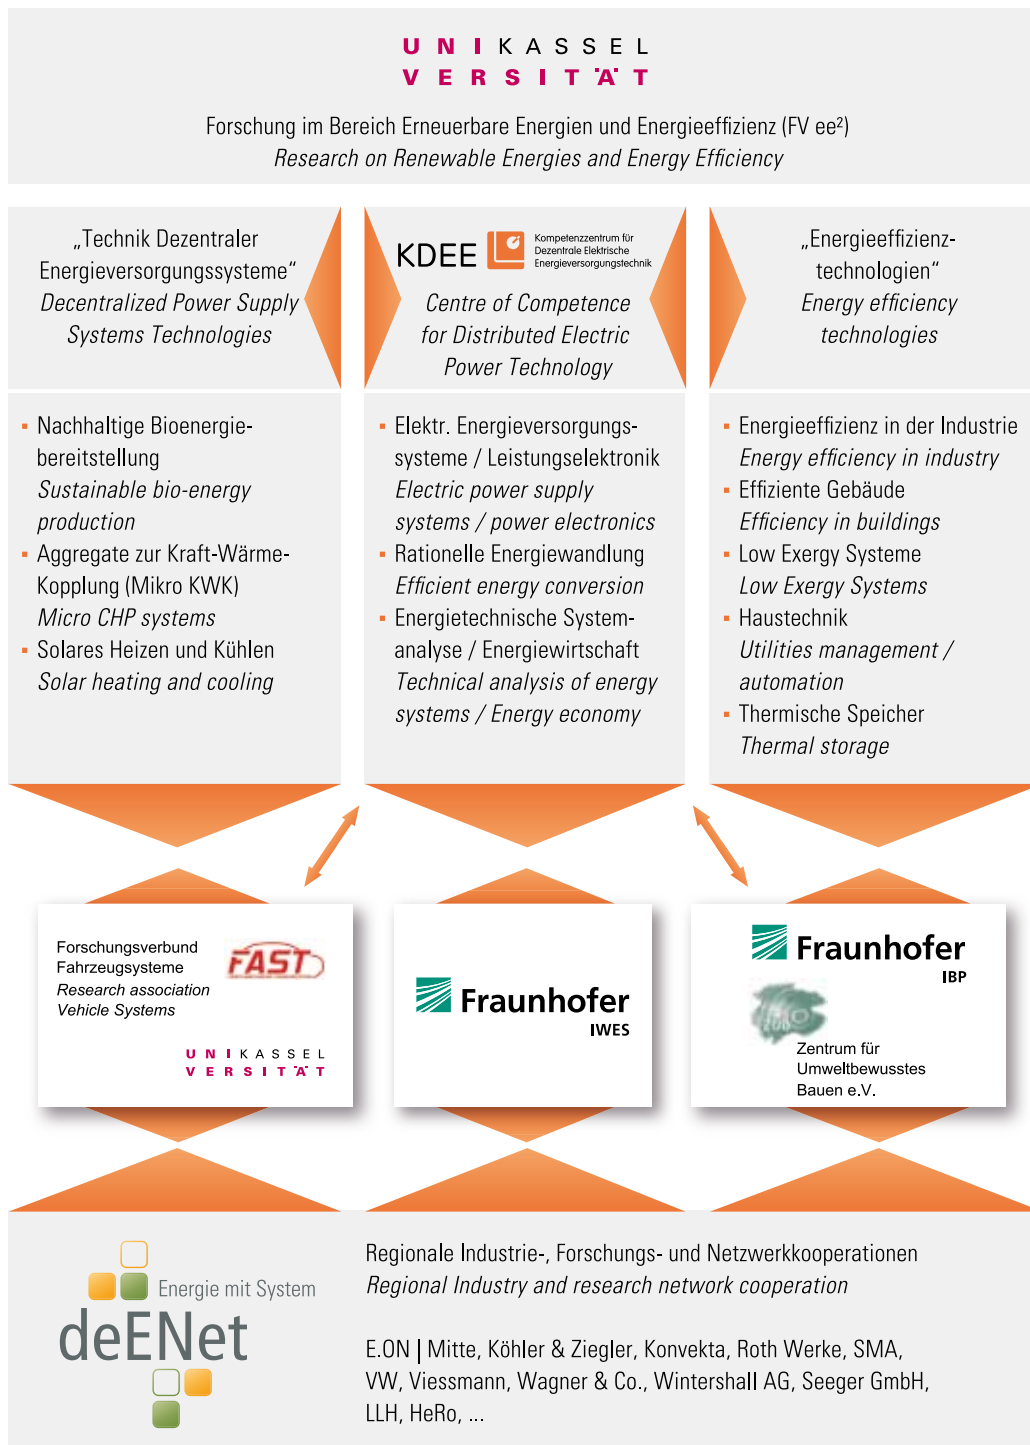 UNIKASSEL
VERSITÄT
Forschung im Bereich Erneuerbare Energien und Energieeffizienz (FV ee²)
Research on Renewable Energies and Energy Efficiency
„Technik Dezentraler
Energieversorgungssysteme“
Decentralized Power Supply
Systems Technologies
KDEE
Kompetenzzentrum für
Dezentrale Elektrische
Energieversorgungstechnik
Centre of Competence
for Distributed Electric
Power Technology
„Energieeffizienz-
technologien“
Energy efficiency
technologies
▪ Nachhaltige Bioenergie-
bereitstellung
Sustainable bio-energy
production
▪ Aggregate zur Kraft-Wärme-
Kopplung (Mikro KWK)
Micro CHP systems
▪ Solares Heizen und Kühlen
Solar heating and cooling
▪ Elektr. Energieversorgungs-
systeme / Leistungselektronik
Electric power supply
systems / power electronics
▪ Rationelle Energiewandlung
Efficient energy conversion
▪ Energietechnische System-
analyse / Energiewirtschaft
Technical analysis of energy
systems / Energy economy
▪ Energieeffizienz in der Industrie
Energy efficiency in industry
▪ Effiziente Gebäude
Efficiency in buildings
▪ Low Exergy Systeme
Low Exergy Systems
▪ Haustechnik
Utilities management /
automation
▪ Thermische Speicher
Thermal storage
Forschungsverbund
Fahrzeugsysteme
Research association
Vehicle Systems
FAST
UNIKASSEL
VERSITÄT
Fraunhofer
IWES
Fraunhofer
IBP
Zentrum für
Umweltbewusstes
Bauen e.V.
Energie mit System
deENet
Regionale Industrie-, Forschungs- und Netzwerkkooperationen
Regional Industry and research network cooperation
E.ON | Mitte, Köhler & Ziegler, Konvekta, Roth Werke, SMA,
VW, Viessmann, Wagner & Co., Wintershall AG, Seeger GmbH,
LLH, HeRo, ...